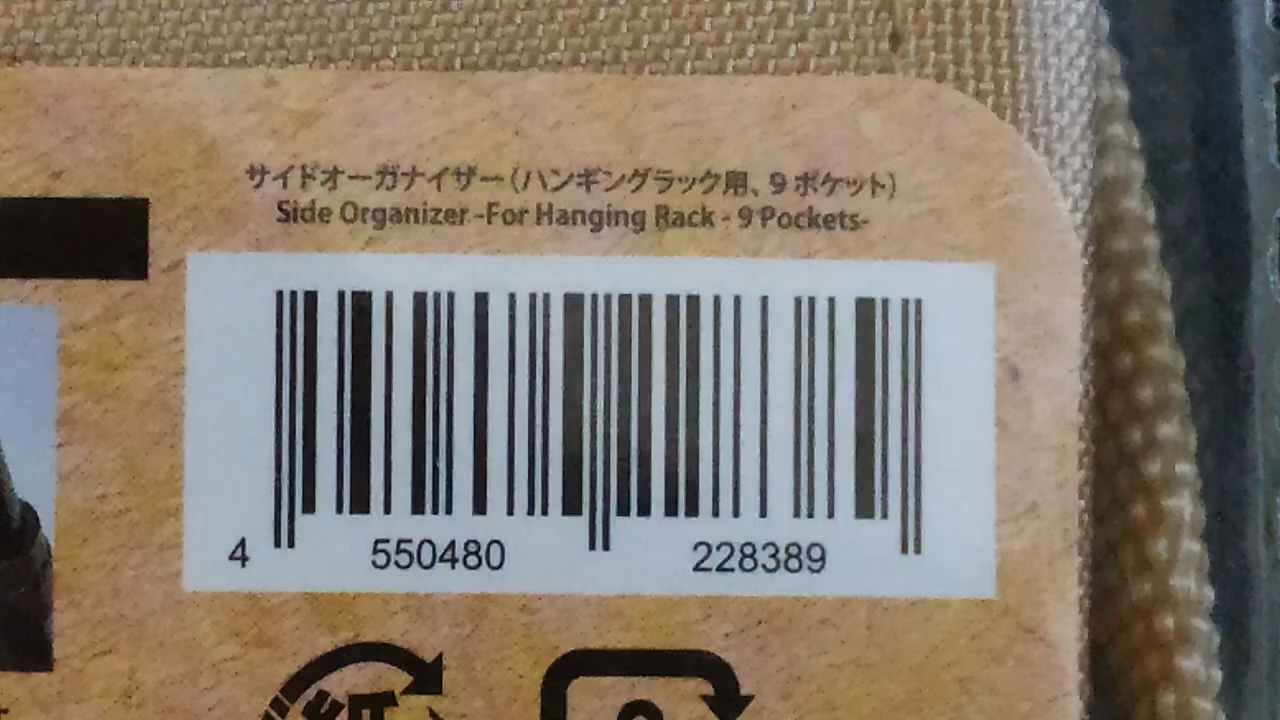 サイドオーガナイザー（ハンギングラック用、9ポケット）
Side Organizer -For Hanging Rack - 9 Pockets-
4 550480 228389